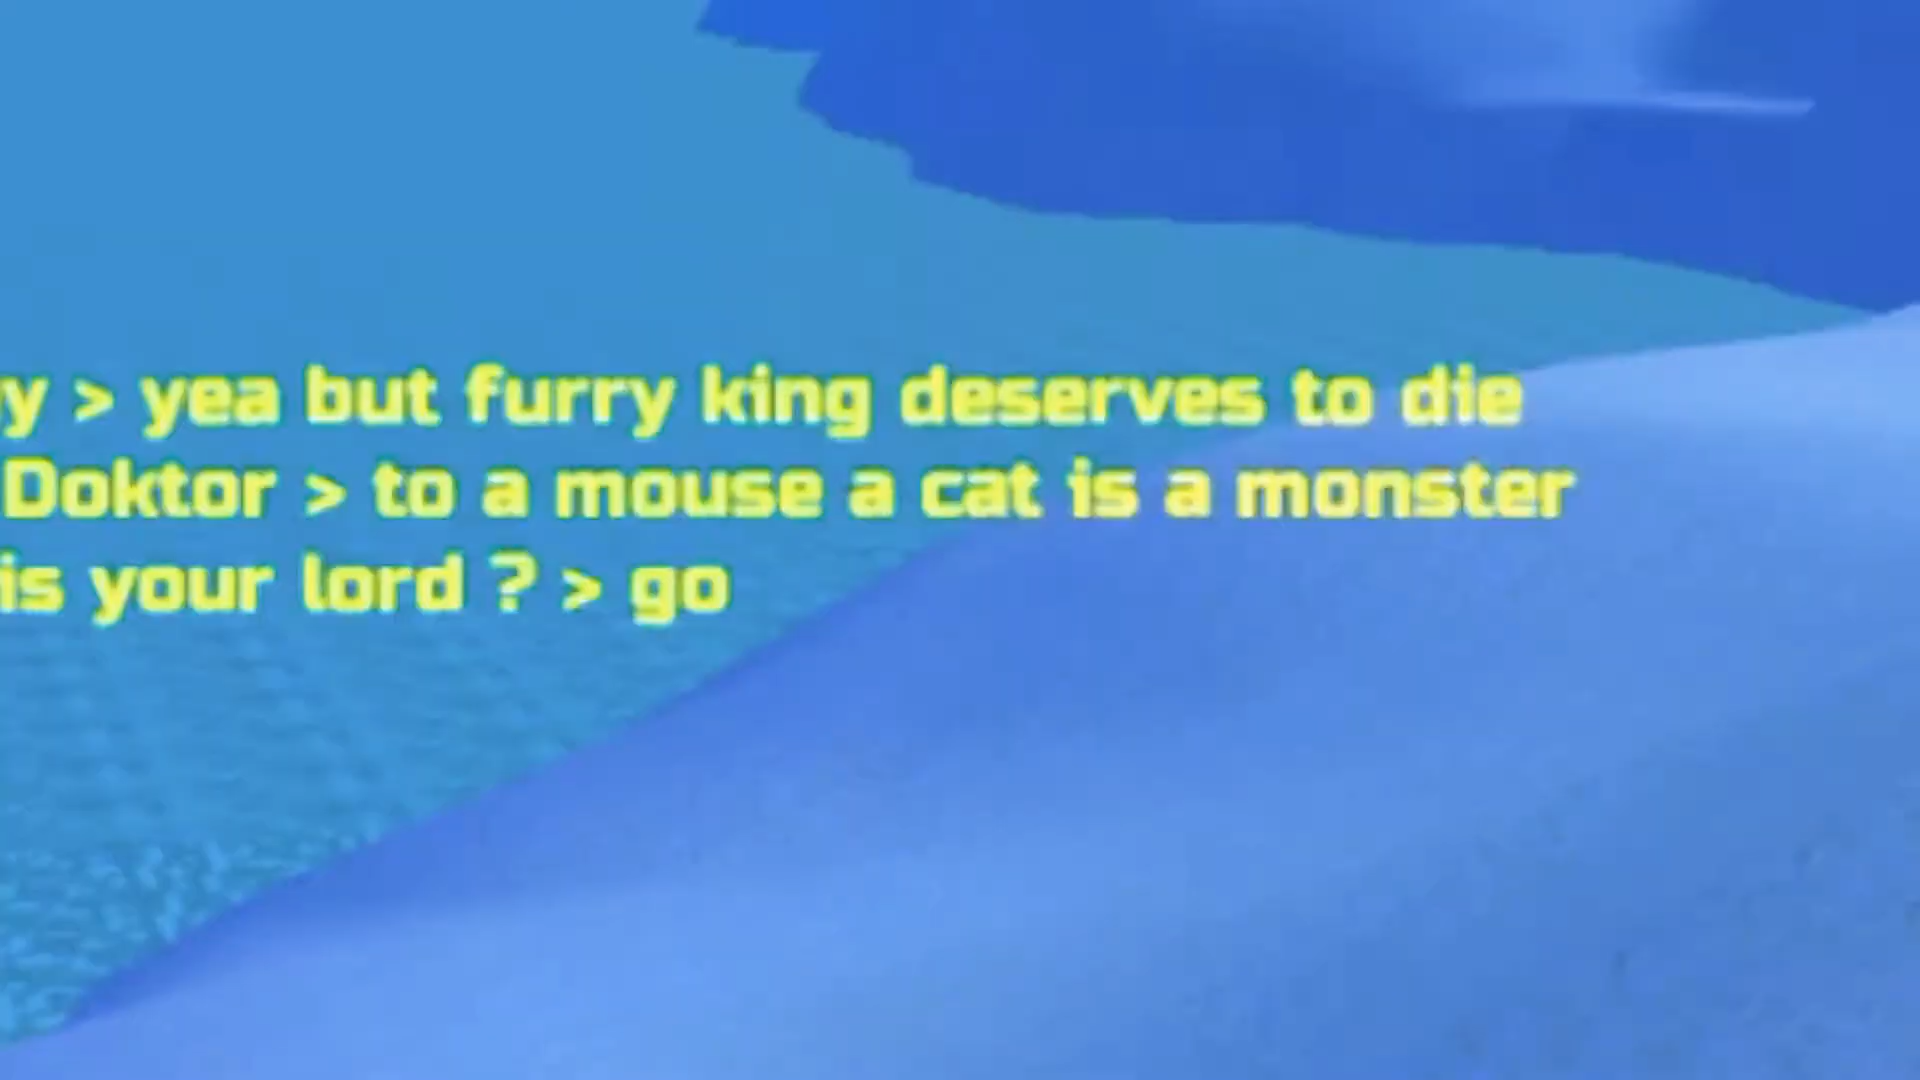 y > yea but furry king deserves to die
Doktor > to a mouse a cat is a monster
is your lord ? > go